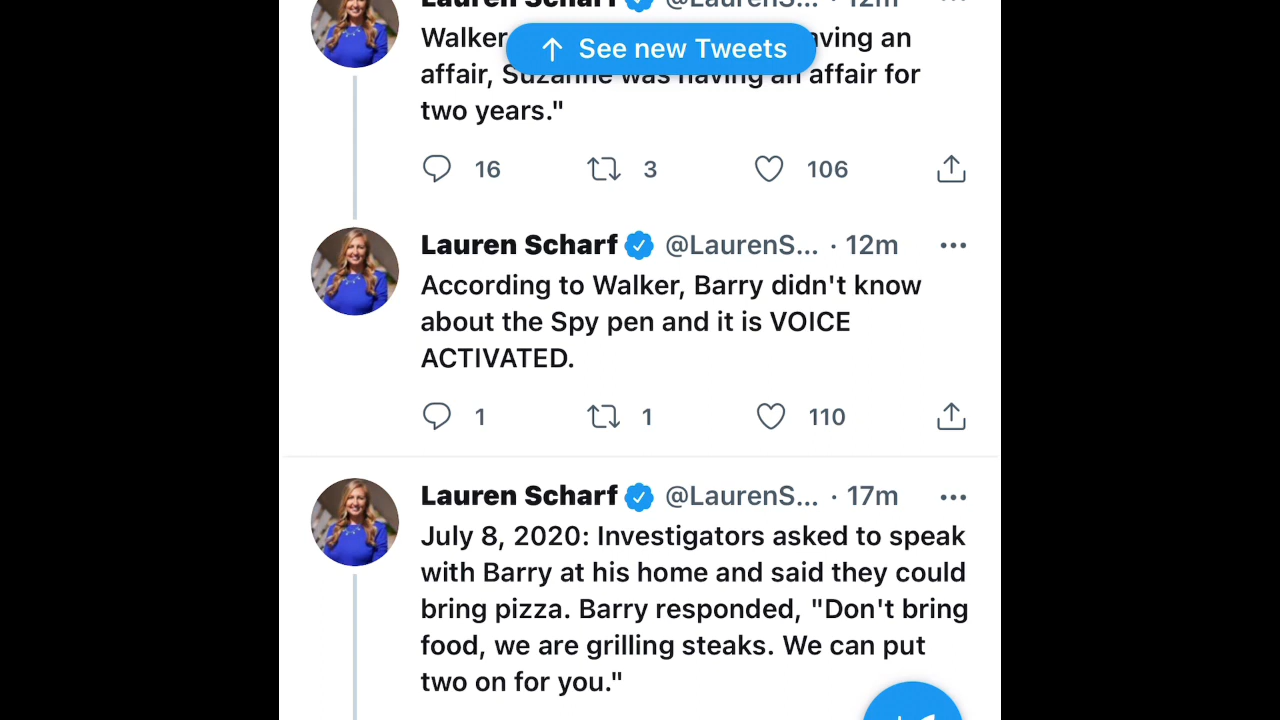 Lauren Scharf @LaurenS... · 12m
Walker
See new Tweets
aving an
affair, Suzanne was having an affair for
two years."
16 3 106
Lauren Scharf @LaurenS... · 12m
According to Walker, Barry didn't know
about the Spy pen and it is VOICE
ACTIVATED.
1 1 110
Lauren Scharf @LaurenS... · 17m
July 8, 2020: Investigators asked to speak
with Barry at his home and said they could
bring pizza. Barry responded, "Don't bring
food, we are grilling steaks. We can put
two on for you."